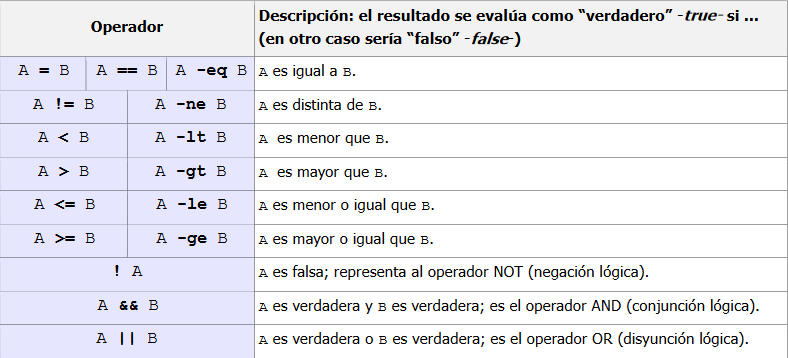 Operador
Descripción: el resultado se evalúa como “verdadero” -true- si ...
(en otro caso sería “falso” -false-)
A = B A == B A -eq B A es igual a B.
A != B A -ne B A es distinta de B.
A < B A -lt B A es menor que B.
A > B A -gt B A es mayor que B.
A <= B A -le B A es menor o igual que B.
A >= B A -ge B A es mayor o igual que B.
! A A es falsa; representa al operador NOT (negación lógica).
A && B A es verdadera y B es verdadera; es el operador AND (conjunción lógica).
A || B A es verdadera o B es verdadera; es el operador OR (disyunción lógica).